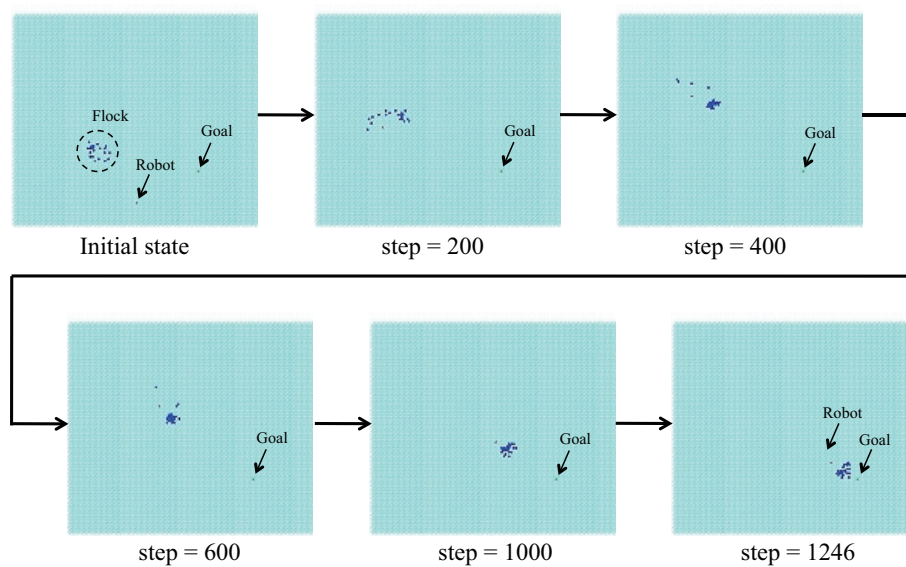 Flock
Goal
Robot
Initial state
Goal
step = 200
Goal
step = 400
Goal
step = 600
Goal
step = 1000
Robot
Goal
step = 1246